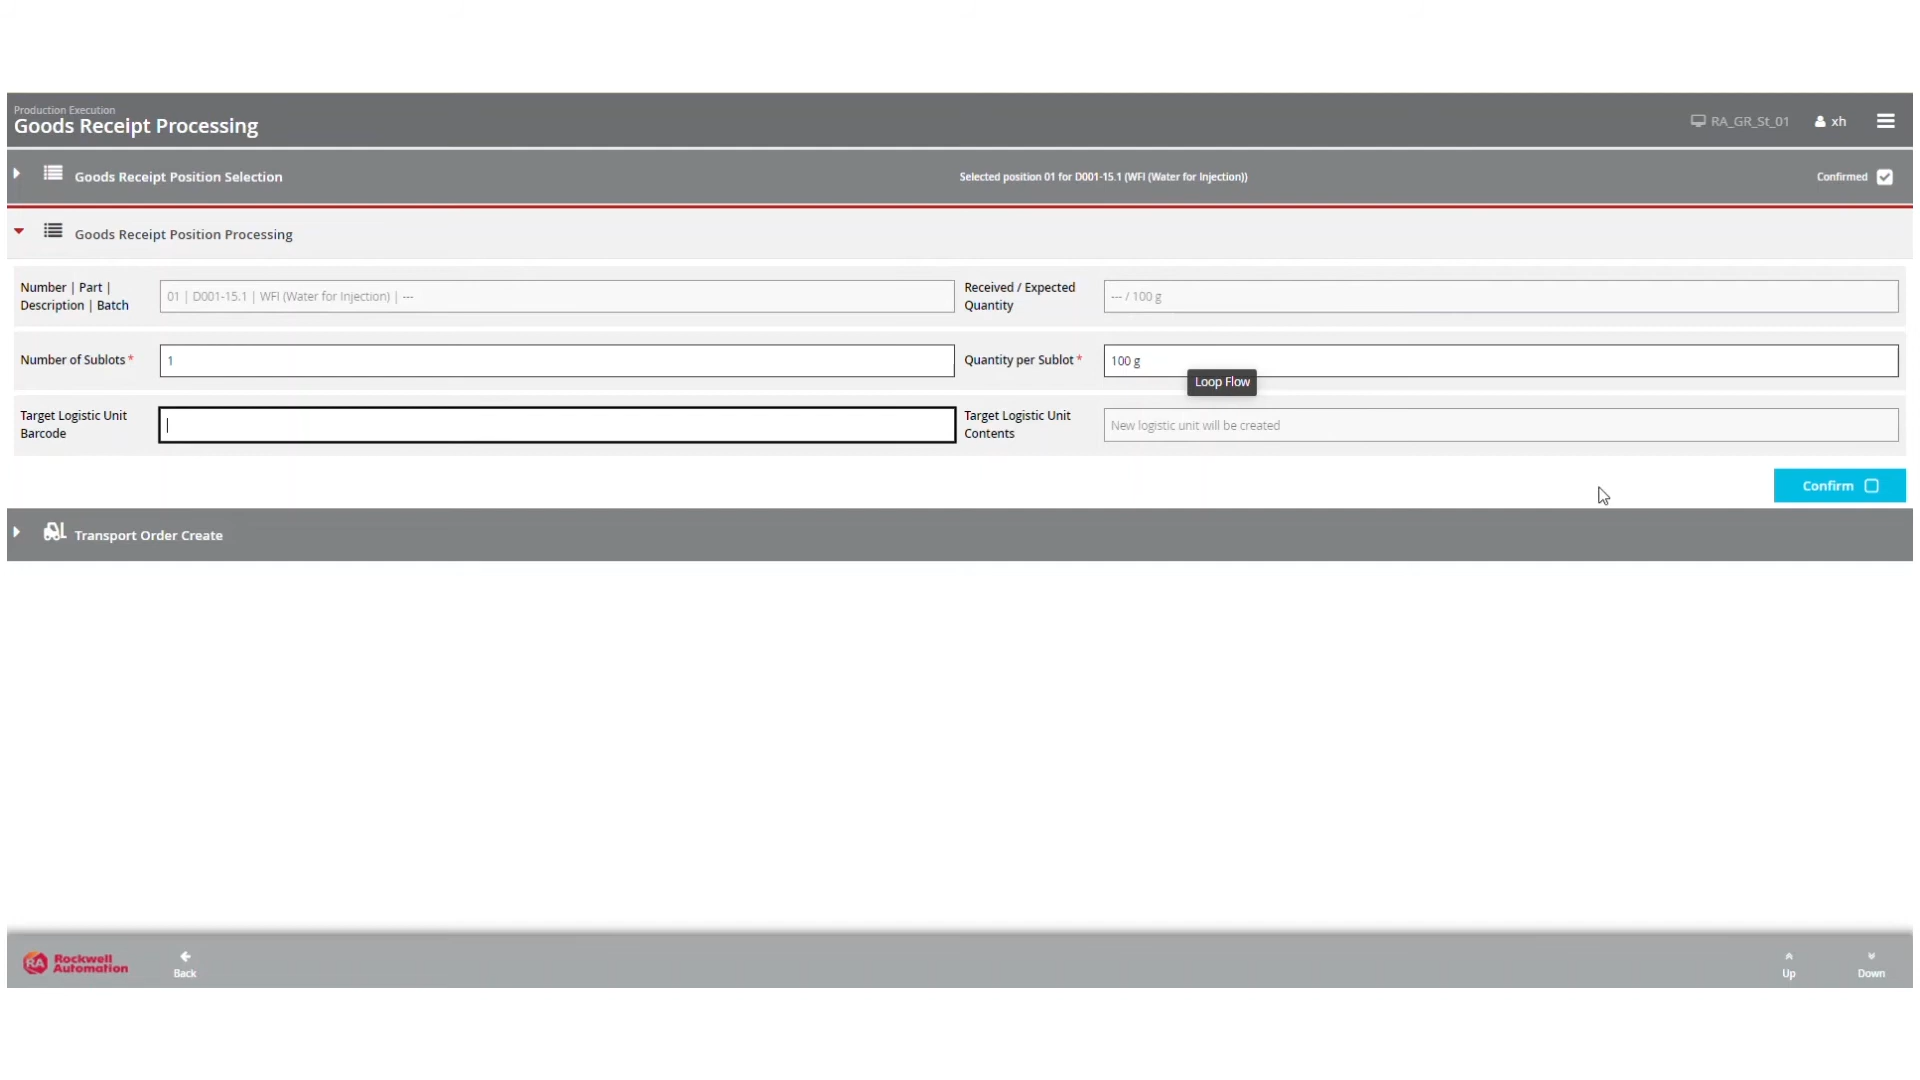 Production Execution
Goods Receipt Processing
RA_GR_St_01
xh
Goods Receipt Position Selection
Selected position 01 for D001-15.1 (WFI (Water for Injection))
Confirmed
Goods Receipt Position Processing
Number | Part |
Description | Batch
01 | D001-15.1 | WFI (Water for Injection) | ---
Received / Expected
Quantity
--- / 100 g
Number of Sublots *
1
Quantity per Sublot *
100 g
Loop Flow
Target Logistic Unit
Barcode
Target Logistic Unit
Contents
New logistic unit will be created
Confirm
Transport Order Create
RA
Rockwell
Automation
Back
Up
Down